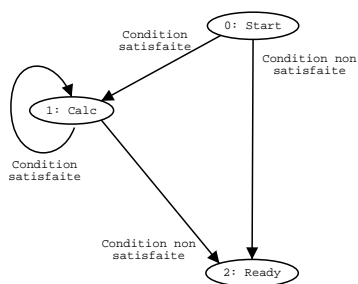 0: Start
Condition
satisfaite
Condition non
satisfaite
1: Calc
Condition
satisfaite
Condition non
satisfaite
2: Ready